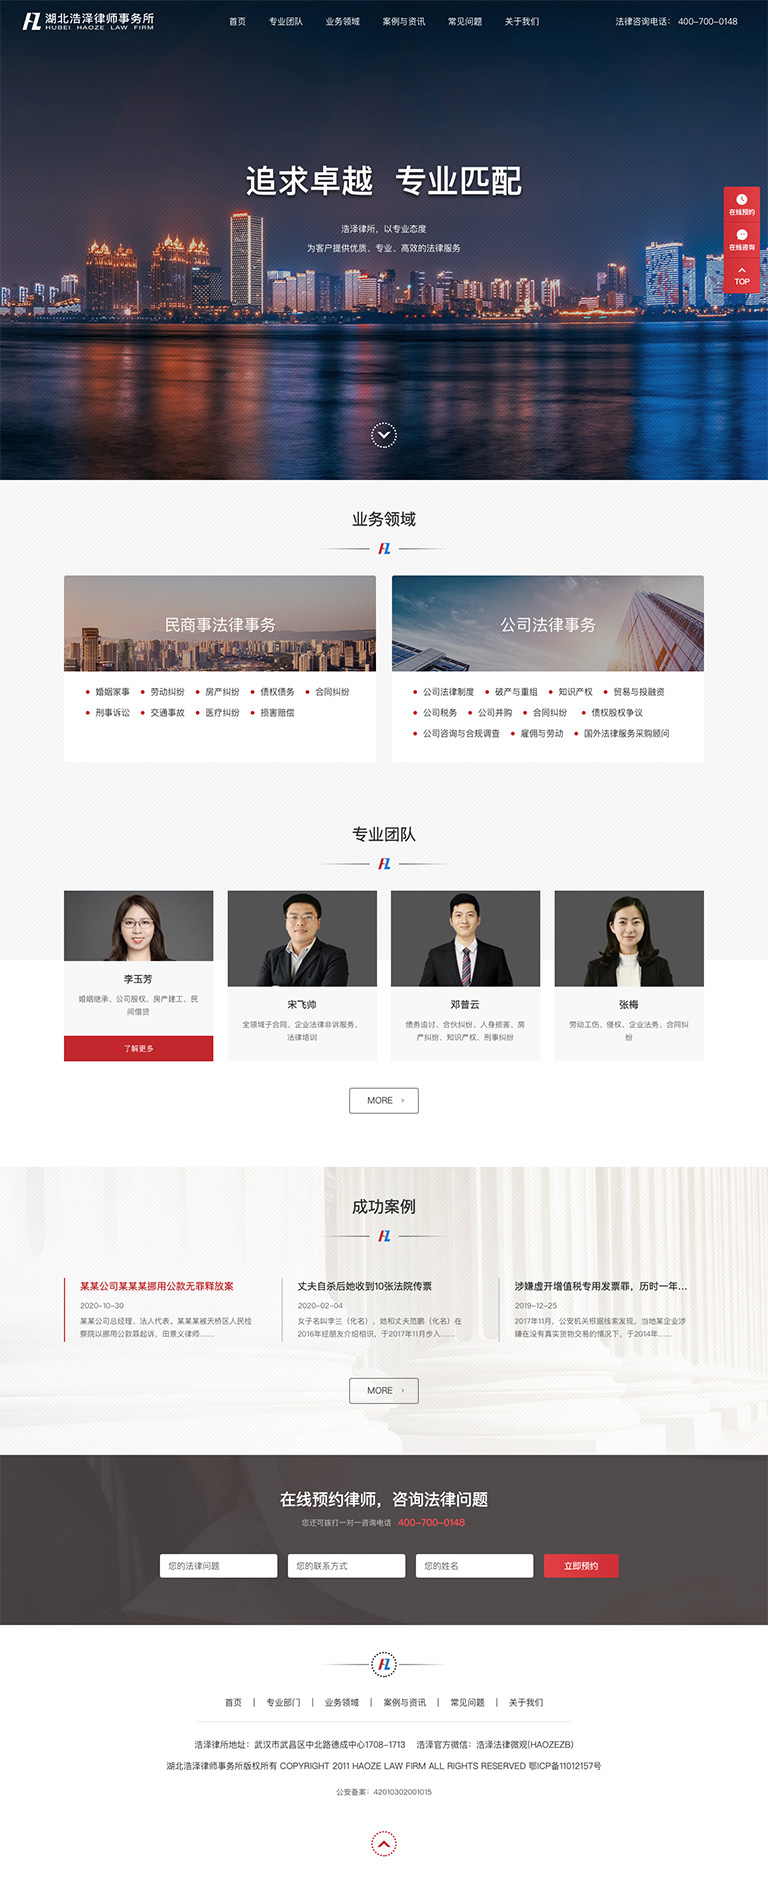 湖北浩泽律师事务所
HUBEI HAOZE LAW FIRM
首页 专业团队 业务领域 案例与资讯 常见问题 关于我们
法律咨询电话： 400-700-0148
追求卓越 专业匹配
浩泽律所，以专业态度
为客户提供优质、专业、高效的法律服务
在线预约
在线咨询
TOP
业务领域
民商事法律事务
婚姻家事 劳动纠纷 房产纠纷 债权债务 合同纠纷
刑事诉讼 交通事故 医疗纠纷 损害赔偿
公司法律事务
公司法律制度 破产与重组 知识产权 贸易与投融资
公司税务 公司并购 合同纠纷 债权股权争议
公司咨询与合规调查 雇佣与劳动 国外法律服务采购顾问
专业团队
李玉芳
婚姻继承、公司股权、房产建工、民
间借贷
了解更多
宋飞帅
全领域子合同、企业法律非诉服务、
法律培训
邓普云
债务追讨、合伙纠纷、人身损害、房
产纠纷、知识产权、刑事纠纷
张梅
劳动工伤、侵权、企业法务、合同纠
纷
MORE
成功案例
某某公司某某某挪用公款无罪释放案
2020-10-30
某某公司总经理、法人代表。某某某被天桥区人民检
察院以挪用公款罪起诉。田景义律师……
丈夫自杀后她收到10张法院传票
2020-02-04
女子名叫李兰（化名），她和丈夫范鹏（化名）在
2016年经朋友介绍相识，于2017年11月步入……
涉嫌虚开增值税专用发票罪，历时一年...
2019-12-25
2017年11月，公安机关根据线索发现，当地某企业涉
嫌在没有真实货物交易的情况下，于2014年……
MORE
在线预约律师，咨询法律问题
您还可拨打一对一咨询电话 400-700-0148
您的法律问题 您的联系方式 您的姓名 立即预约
首页 | 专业部门 | 业务领域 | 案例与资讯 | 常见问题 | 关于我们
浩泽律所地址：武汉市武昌区中北路德成中心1708-1713 浩泽官方微信：浩泽法律微观(HAOZEZB)
湖北浩泽律师事务所版权所有 COPYRIGHT 2011 HAOZE LAW FIRM ALL RIGHTS RESERVED 鄂ICP备11012157号
公安备案：42010302001015